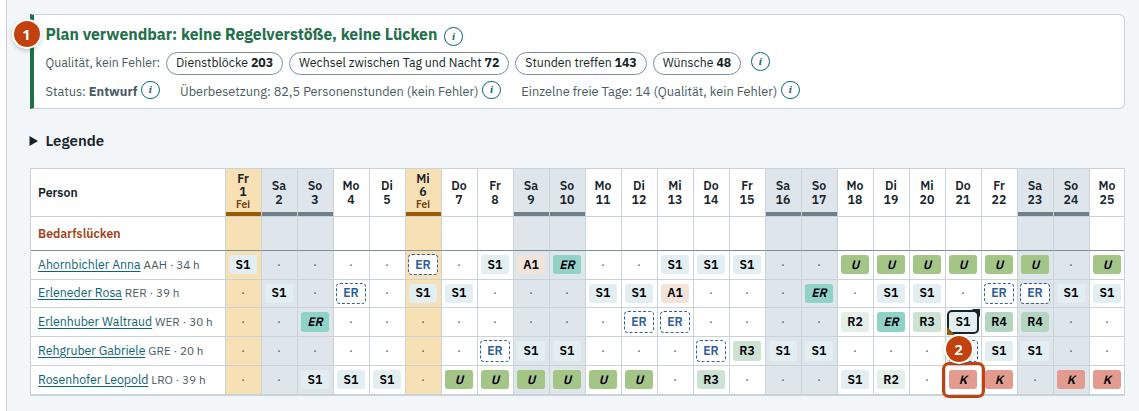 1 Plan verwendbar: keine Regelverstöße, keine Lücken i
Qualität, kein Fehler: Dienstblöcke 203 Wechsel zwischen Tag und Nacht 72 Stunden treffen 143 Wünsche 48 i
Status: Entwurf i Überbesetzung: 82,5 Personenstunden (kein Fehler) i Einzelne freie Tage: 14 (Qualität, kein Fehler) i
▶ Legende
Person Fr 1 Fei Sa 2 So 3 Mo 4 Di 5 Mi 6 Fei Do 7 Fr 8 Sa 9 So 10 Mo 11 Di 12 Mi 13 Do 14 Fr 15 Sa 16 So 17 Mo 18 Di 19 Mi 20 Do 21 Fr 22 Sa 23 So 24 Mo 25
Bedarfslücken
Ahornbichler Anna AAH · 34 h S1 · · · · ER · S1 A1 ER · · S1 S1 S1 · · U U U U U U · U
Erleneder Rosa RER · 39 h · S1 · ER · S1 S1 · · · S1 S1 A1 · · · ER · S1 S1 · ER ER S1 S1
Erlenhuber Waltraud WER · 30 h · · ER · · · · · · · · ER ER · · · · R2 ER R3 S1 R4 R4 · ·
Rehgruber Gabriele GRE · 20 h · · · · · · · ER S1 S1 · · · ER R3 S1 S1 · · · 2 S1 S1 · ·
Rosenhofer Leopold LRO · 39 h · · S1 S1 S1 · U U U U U U · R3 · · · S1 R2 · K K · K K